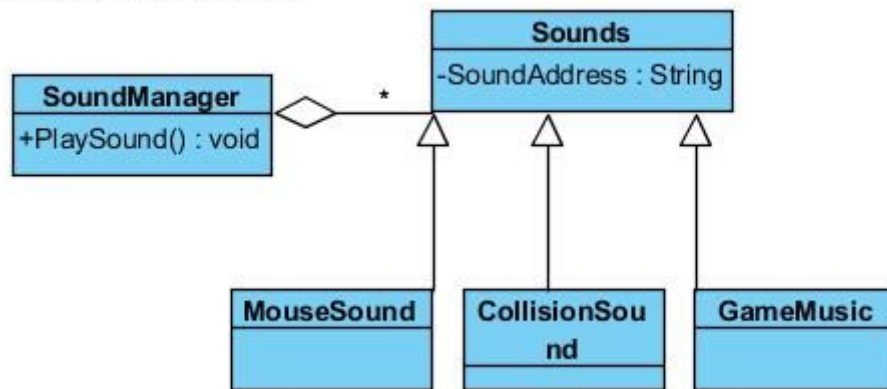 Sounds
-SoundAddress : String
SoundManager
+PlaySound() : void
*
MouseSound
CollisionSou
nd
GameMusic